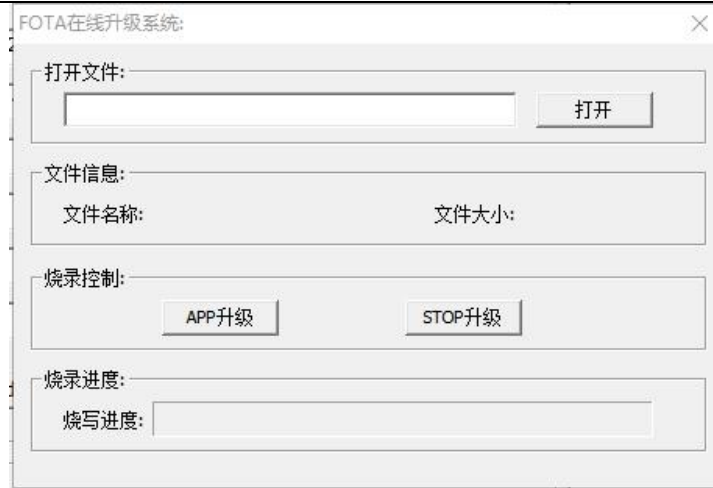 FOTA在线升级系统:
打开文件:
打开
文件信息:
文件名称: 文件大小:
烧录控制:
APP升级 STOP升级
烧录进度:
烧写进度: